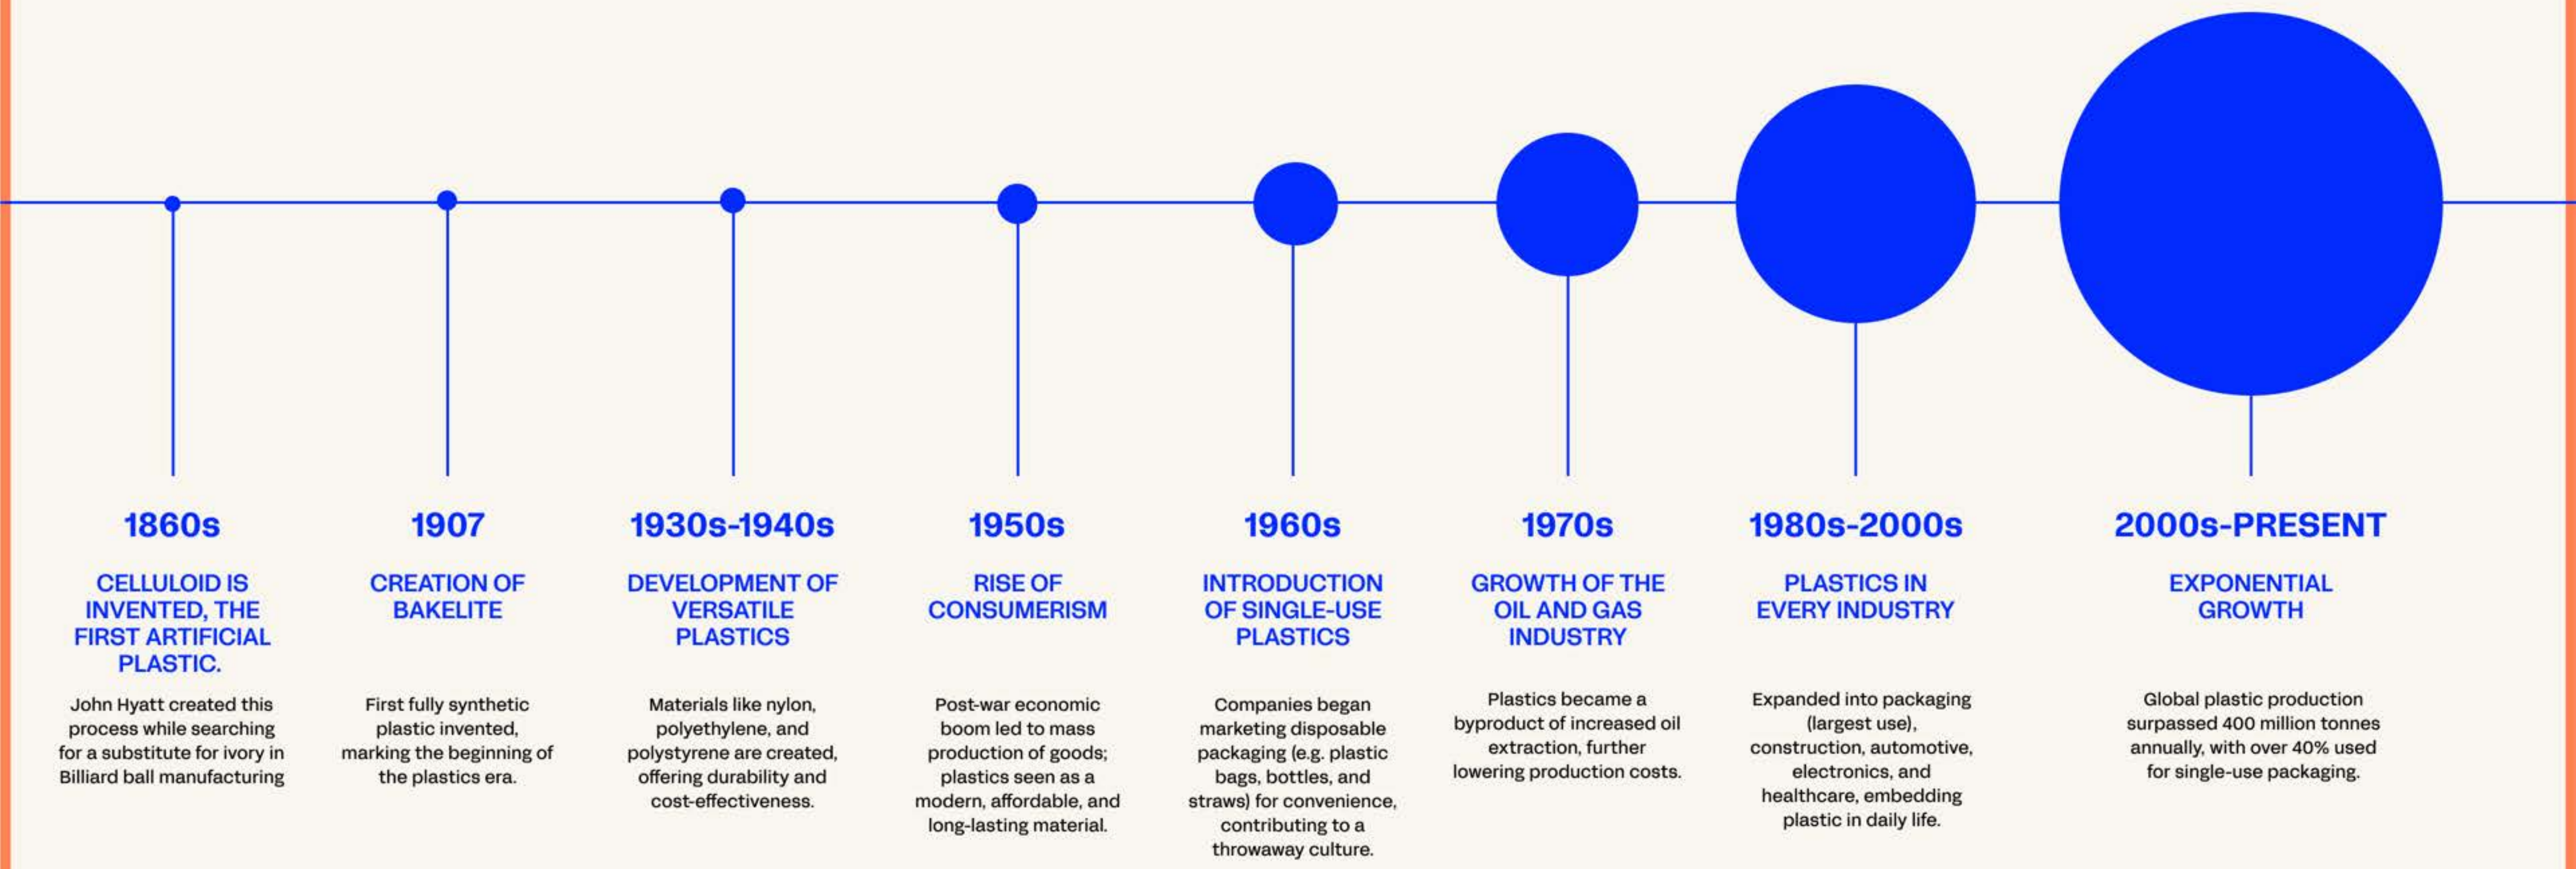 1860s
CELLULOID IS
INVENTED, THE
FIRST ARTIFICIAL
PLASTIC.
John Hyatt created this
process while searching
for a substitute for ivory in
Billiard ball manufacturing
1907
CREATION OF
BAKELITE
First fully synthetic
plastic invented,
marking the beginning of
the plastics era.
1930s-1940s
DEVELOPMENT OF
VERSATILE
PLASTICS
Materials like nylon,
polyethylene, and
polystyrene are created,
offering durability and
cost-effectiveness.
1950s
RISE OF
CONSUMERISM
Post-war economic
boom led to mass
production of goods;
plastics seen as a
modern, affordable, and
long-lasting material.
1960s
INTRODUCTION
OF SINGLE-USE
PLASTICS
Companies began
marketing disposable
packaging (e.g. plastic
bags, bottles, and
straws) for convenience,
contributing to a
throwaway culture.
1970s
GROWTH OF THE
OIL AND GAS
INDUSTRY
Plastics became a
byproduct of increased oil
extraction, further
lowering production costs.
1980s-2000s
PLASTICS IN
EVERY INDUSTRY
Expanded into packaging
(largest use),
construction, automotive,
electronics, and
healthcare, embedding
plastic in daily life.
2000s-PRESENT
EXPONENTIAL
GROWTH
Global plastic production
surpassed 400 million tonnes
annually, with over 40% used
for single-use packaging.